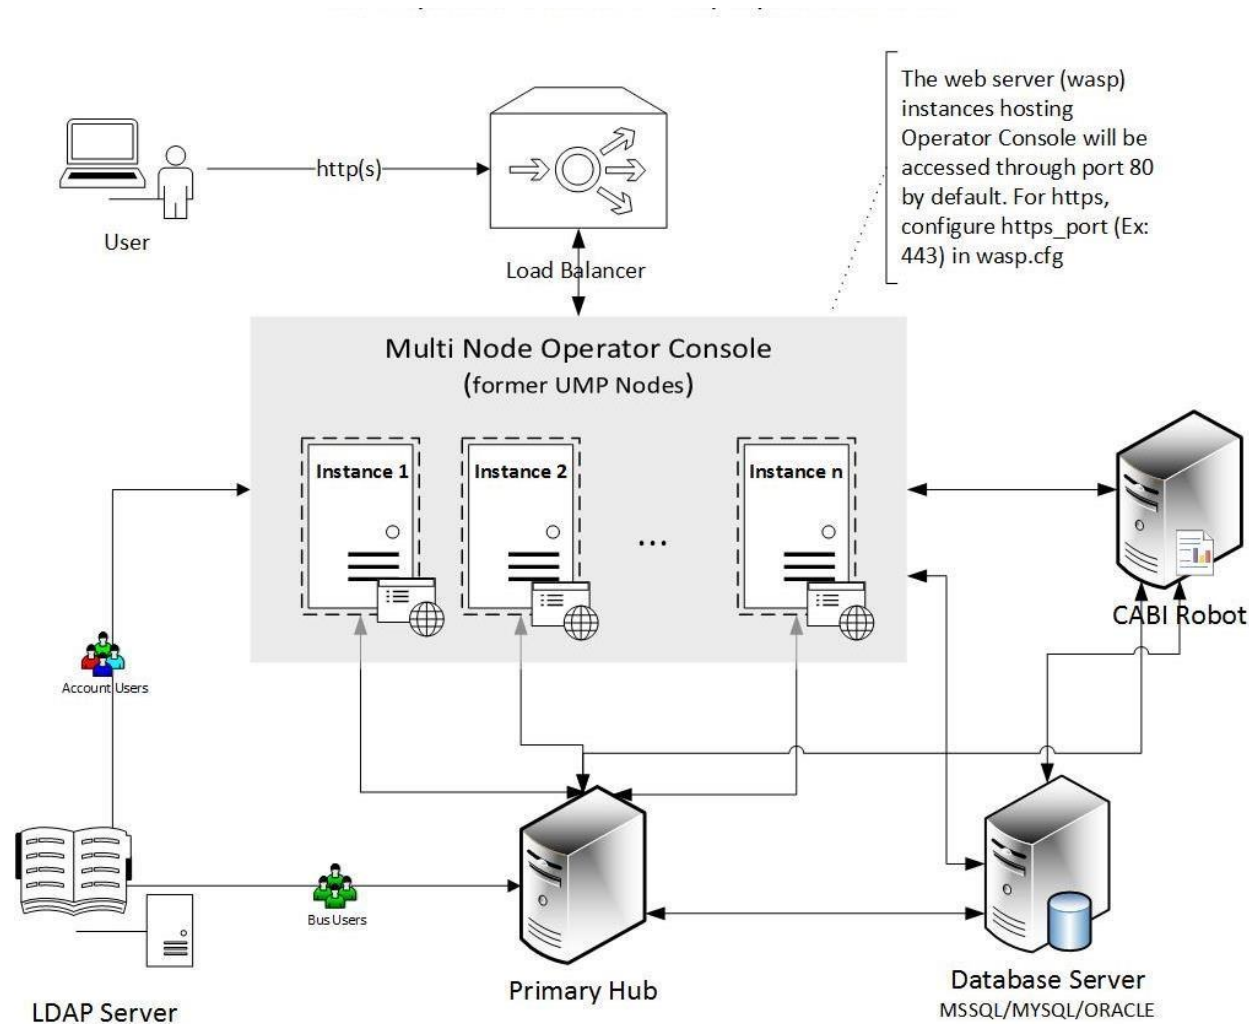 The web server (wasp)
instances hosting
Operator Console will be
accessed through port 80
by default. For https,
configure https_port (Ex:
443) in wasp.cfg
http(s)
User
Load Balancer
Multi Node Operator Console
(former UMP Nodes)
Instance 1
Instance 2
...
Instance n
CABI Robot
Account Users
Bus Users
Primary Hub
Database Server
MSSQL/MYSQL/ORACLE
LDAP Server